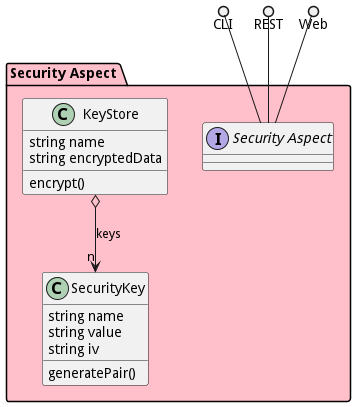 CLI
REST
Web
Security Aspect
C KeyStore
string name
string encryptedData
encrypt()
I Security Aspect
keys
n
C SecurityKey
string name
string value
string iv
generatePair()